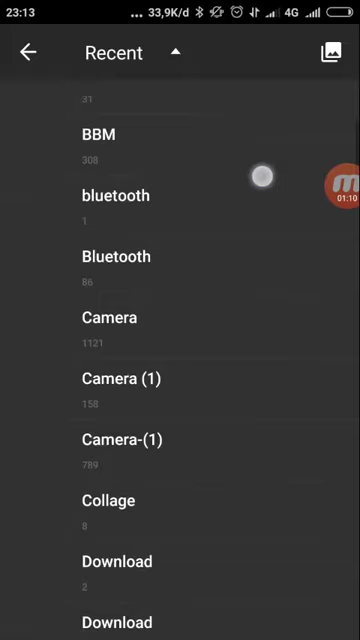 23:13
... 33,9K/d 4G
Recent
31
BBM
308
bluetooth
1
Bluetooth
86
01:10
Camera
1121
Camera (1)
158
Camera-(1)
789
Collage
8
Download
2
Download